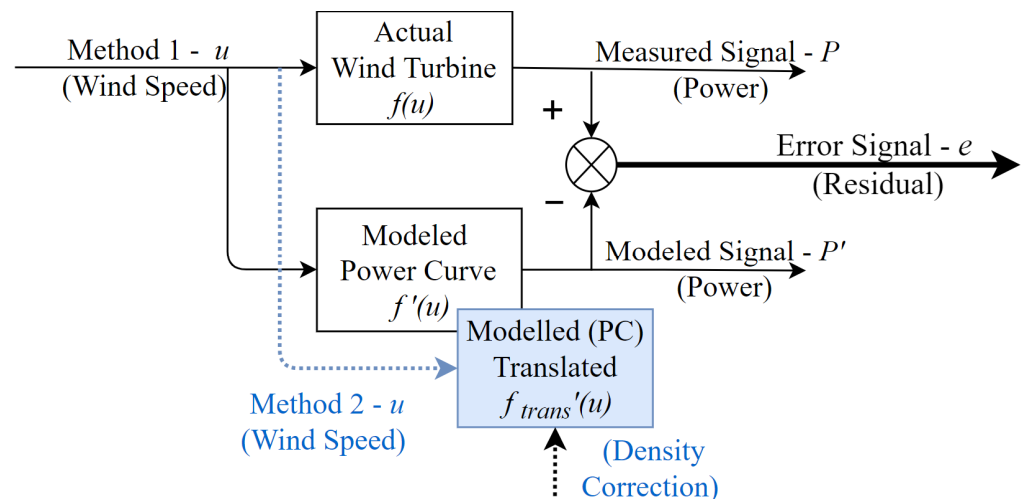 Method 1 - u
(Wind Speed)
Actual
Wind Turbine
f(u)
Measured Signal - P
(Power)
+
Error Signal - e
(Residual)
−
Modeled
Power Curve
f'(u)
Modeled Signal - P'
(Power)
Modelled (PC)
Translated
f trans'(u)
Method 2 - u
(Wind Speed)
(Density
Correction)